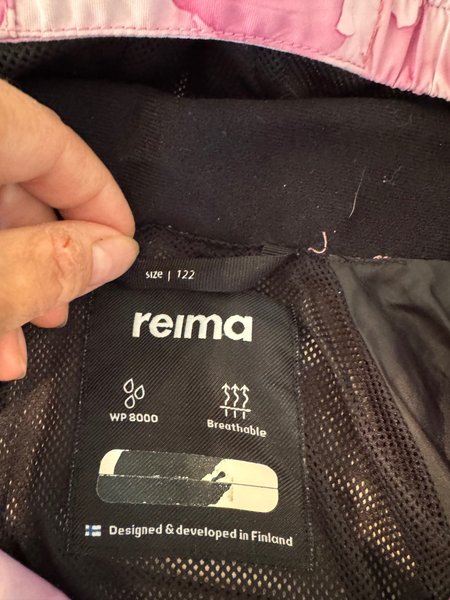 size | 122
reima
WP 8000
Breathable
Designed & developed in Finland